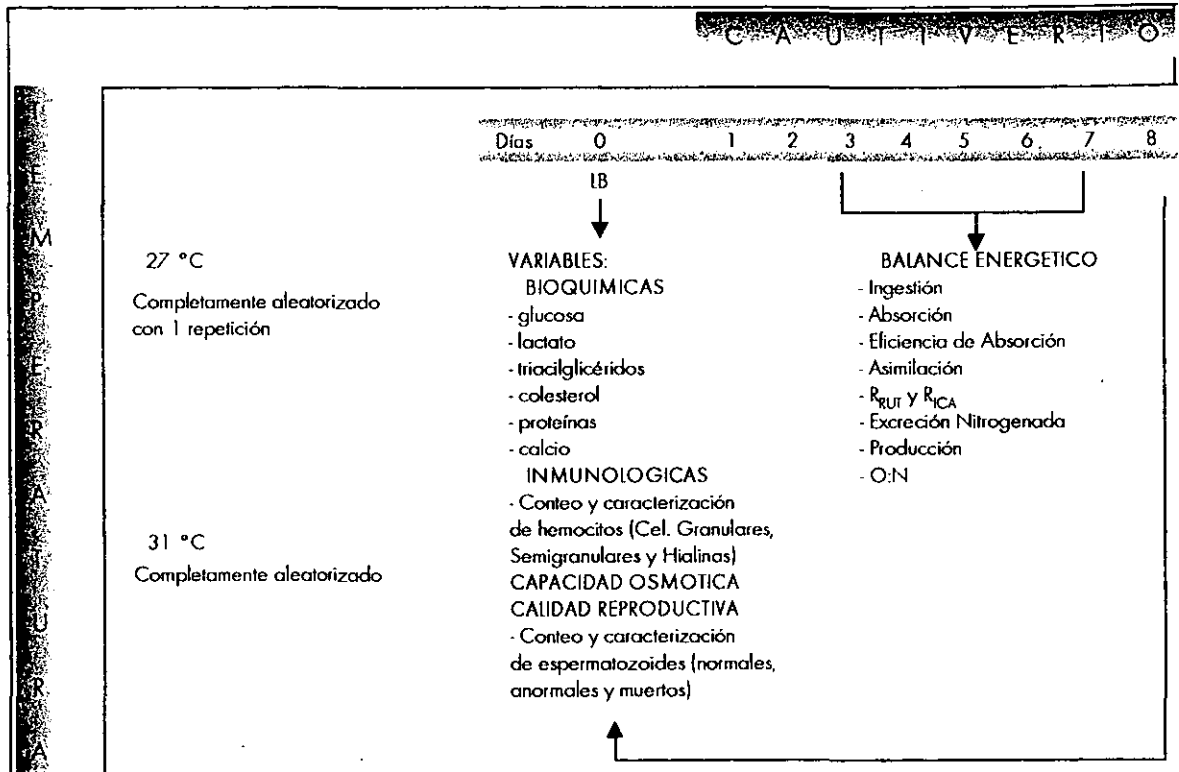 CAUTIVERIO
TEMPERATURA
Días 0 1 2 3 4 5 6 7 8
LB
27 °C
Completamente aleatorizado
con 1 repetición
31 °C
Completamente aleatorizado
VARIABLES:
BIOQUIMICAS
- glucosa
- lactato
- triacilglicéridos
- colesterol
- proteínas
- calcio
INMUNOLOGICAS
- Conteo y caracterización
de hemocitos (Cel. Granulares,
Semigranulares y Hialinas)
CAPACIDAD OSMOTICA
CALIDAD REPRODUCTIVA
- Conteo y caracterización
de espermatozoides (normales,
anormales y muertos)
BALANCE ENERGETICO
- Ingestión
- Absorción
- Eficiencia de Absorción
- Asimilación
- R_RUT y R_ICA
- Excreción Nitrogenada
- Producción
- O:N